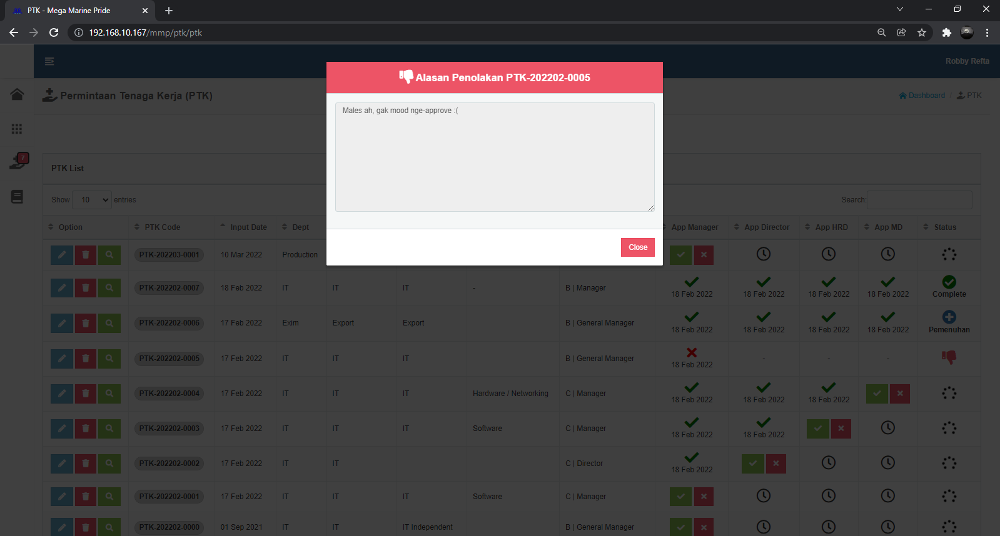 PTK - Mega Marine Pride
192.168.10.167/mmp/ptk/ptk
Robby Refta
Alasan Penolakan PTK-202202-0005
Males ah, gak mood nge-approve :(
Close
Permintaan Tenaga Kerja (PTK)
Dashboard / PTK
7
PTK List
Show 10 entries
Search:
Option PTK Code Input Date Dept App Manager App Director App HRD App MD Status
PTK-202203-0001 10 Mar 2022 Production
PTK-202202-0007 18 Feb 2022 IT IT IT - B | Manager 18 Feb 2022 18 Feb 2022 18 Feb 2022 18 Feb 2022 Complete
PTK-202202-0006 17 Feb 2022 Exim Export Export B | General Manager 18 Feb 2022 18 Feb 2022 18 Feb 2022 18 Feb 2022 Pemenuhan
PTK-202202-0005 17 Feb 2022 IT IT IT B | General Manager 18 Feb 2022 - - -
PTK-202202-0004 17 Feb 2022 IT IT IT Hardware / Networking C | Manager 18 Feb 2022 18 Feb 2022 18 Feb 2022
PTK-202202-0003 17 Feb 2022 IT IT IT Software C | Manager 18 Feb 2022 18 Feb 2022
PTK-202202-0002 17 Feb 2022 IT IT C | Director 18 Feb 2022
PTK-202202-0001 17 Feb 2022 IT IT IT Software C | Manager
PTK-202202-0000 01 Sep 2021 IT IT IT Independent B | General Manager